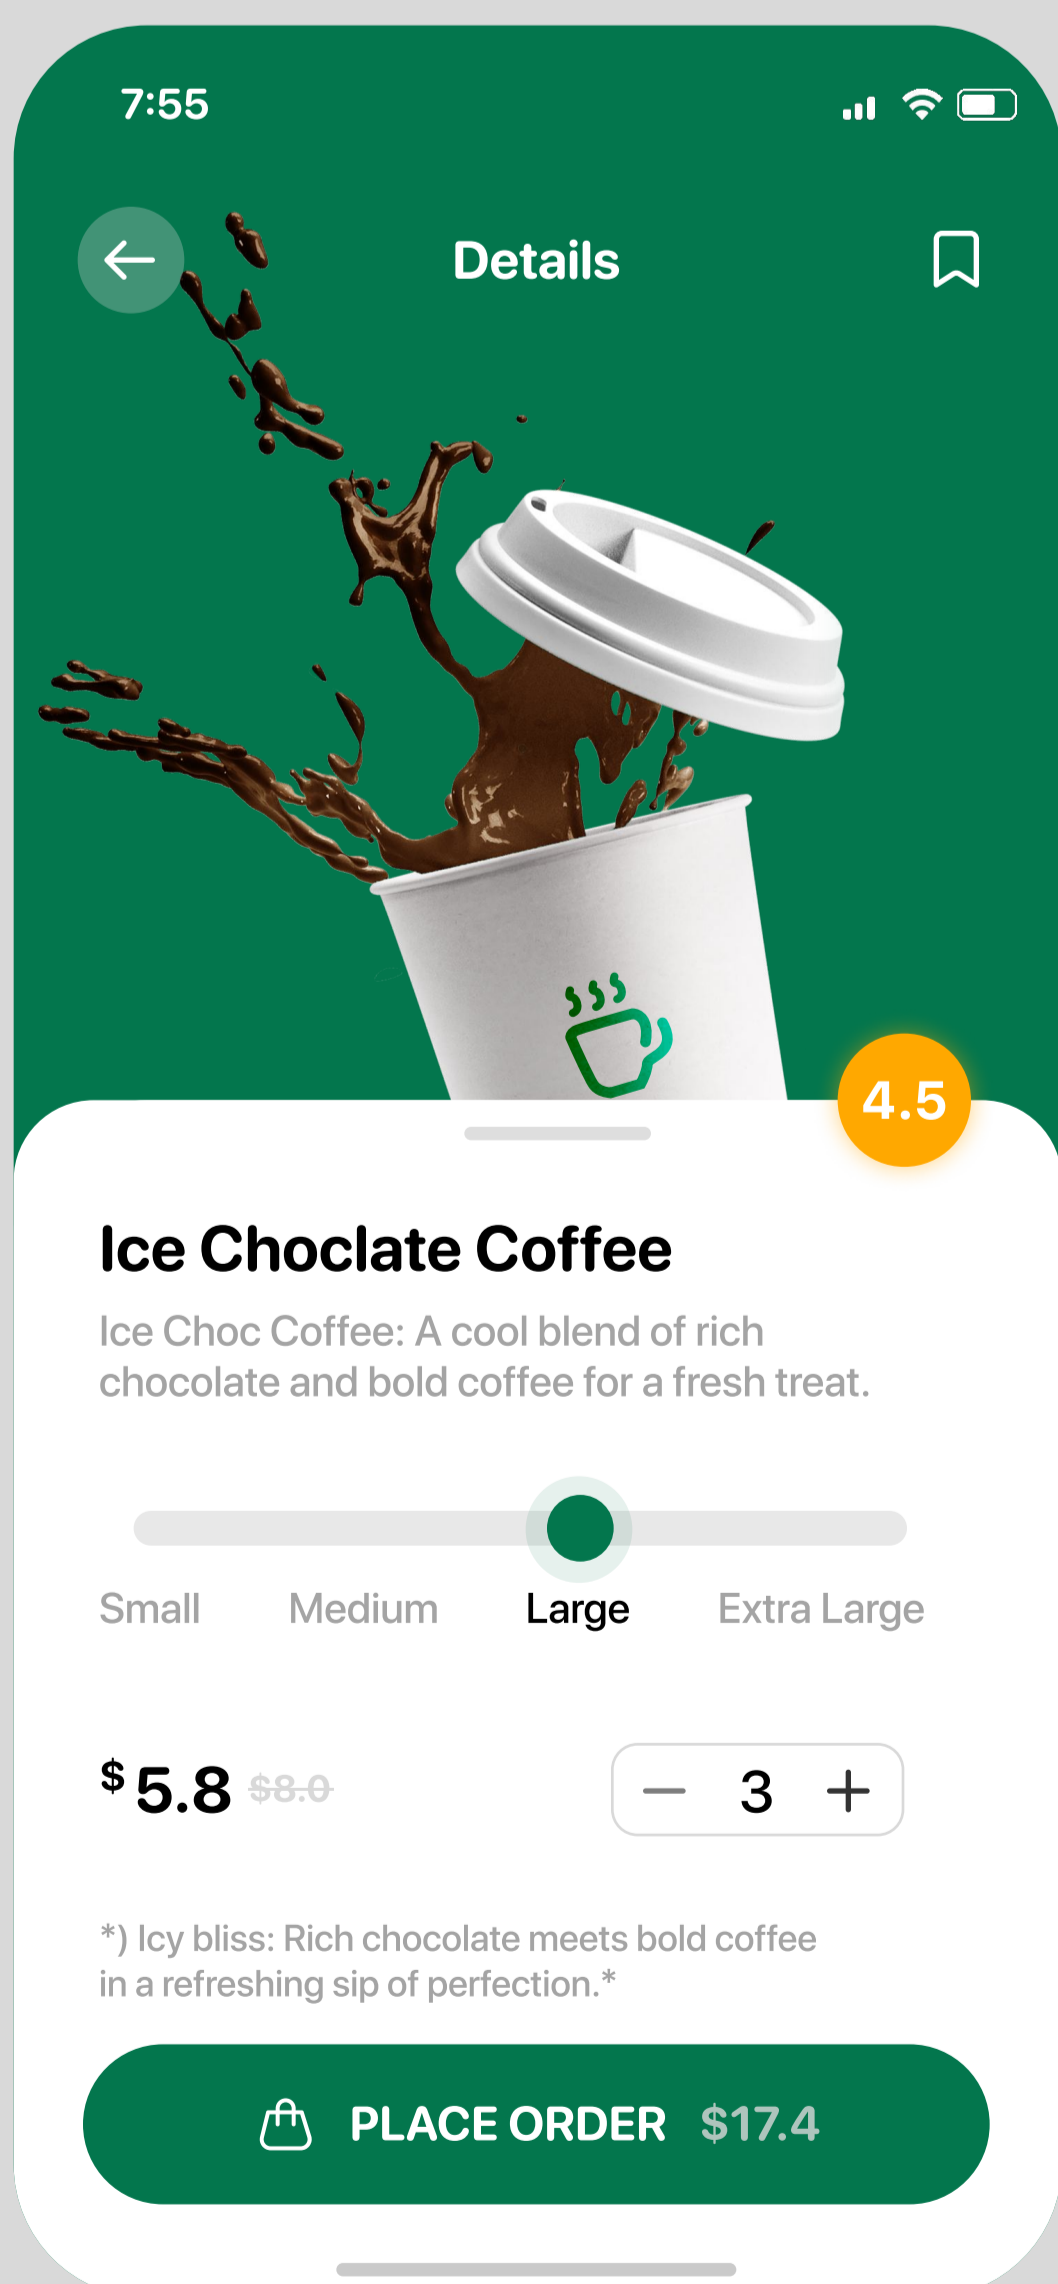 7:55
Details
4.5
Ice Choclate Coffee
Ice Choc Coffee: A cool blend of rich
chocolate and bold coffee for a fresh treat.
Small Medium Large Extra Large
$5.8 $8.0 3
*) Icy bliss: Rich chocolate meets bold coffee
in a refreshing sip of perfection.*
PLACE ORDER $17.4